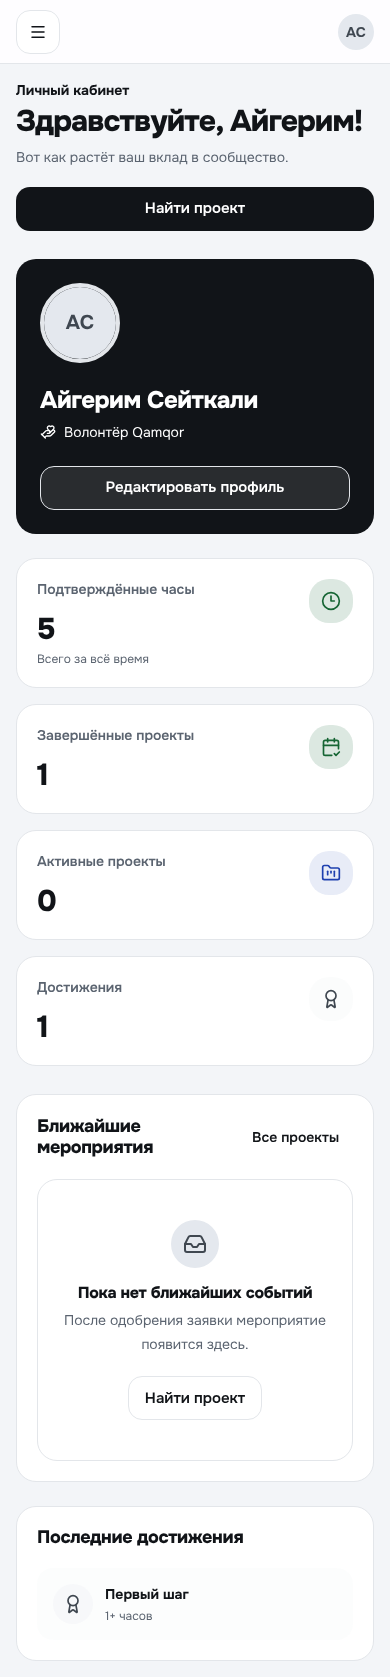 АС
Личный кабинет
Здравствуйте, Айгерим!
Вот как растёт ваш вклад в сообщество.
Найти проект
АС
Айгерим Сейткали
Волонтёр Qamqor
Редактировать профиль
Подтверждённые часы
5
Всего за всё время
Завершённые проекты
1
Активные проекты
0
Достижения
1
Ближайшие
мероприятия
Все проекты
Пока нет ближайших событий
После одобрения заявки мероприятие
появится здесь.
Найти проект
Последние достижения
Первый шаг
1+ часов